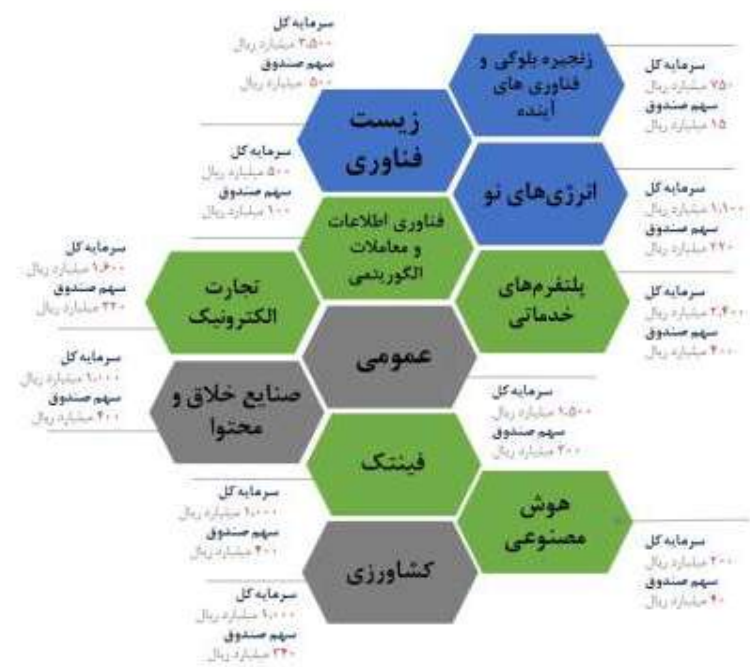 سرمایه کل
۳،۵۰۰ میلیارد ریال
سهم صندوق
۵۰۰ میلیارد ریال
زنجیره بلوکی و
فناوری های
آینده
سرمایه کل
۷۵۰ میلیارد ریال
سهم صندوق
۱۵ میلیارد ریال
زیست
فناوری
سرمایه کل
۵۰۰ میلیارد ریال
سهم صندوق
۱۰۰ میلیارد ریال
انرژی‌های نو
سرمایه کل
۱،۱۰۰ میلیارد ریال
سهم صندوق
۲۲۰ میلیارد ریال
فناوری اطلاعات
و معاملات
الگوریتمی
سرمایه کل
۱،۶۰۰ میلیارد ریال
سهم صندوق
۳۲۰ میلیارد ریال
تجارت
الکترونیک
پلتفرم‌های
خدماتی
سرمایه کل
۲،۴۰۰ میلیارد ریال
سهم صندوق
۴۰۰ میلیارد ریال
عمومی
سرمایه کل
۱،۰۰۰ میلیارد ریال
سهم صندوق
۴۰۰ میلیارد ریال
صنایع خلاق و
محتوا
سرمایه کل
۱،۵۰۰ میلیارد ریال
سهم صندوق
۳۰۰ میلیارد ریال
فینتک
سرمایه کل
۱،۰۰۰ میلیارد ریال
سهم صندوق
۴۰۰ میلیارد ریال
هوش
مصنوعی
سرمایه کل
۲۰۰ میلیارد ریال
سهم صندوق
۴۰ میلیارد ریال
کشاورزی
سرمایه کل
۱،۰۰۰ میلیارد ریال
سهم صندوق
۳۴۰ میلیارد ریال